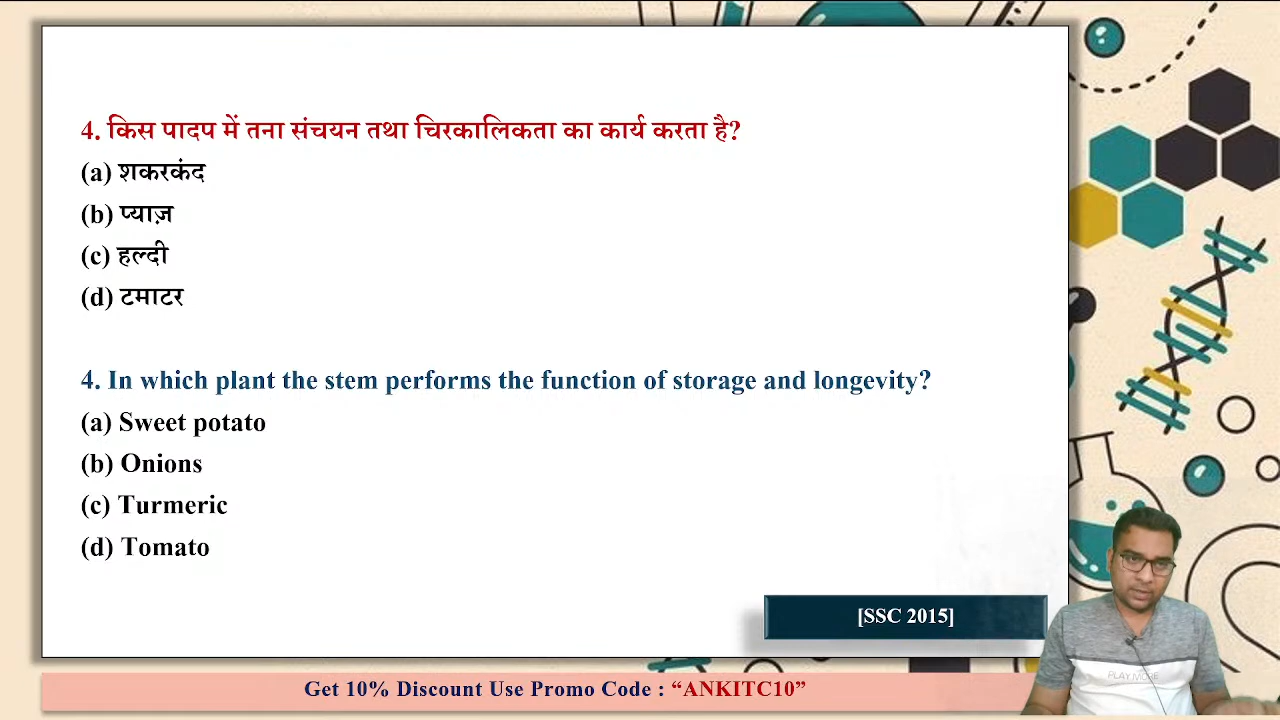 4. किस पादप में तना संचयन तथा चिरकालिकता का कार्य करता है?
(a) शकरकंद
(b) प्याज़
(c) हल्दी
(d) टमाटर
4. In which plant the stem performs the function of storage and longevity?
(a) Sweet potato
(b) Onions
(c) Turmeric
(d) Tomato
[SSC 2015]
PLAY MORE
Get 10% Discount Use Promo Code : “ANKITC10”